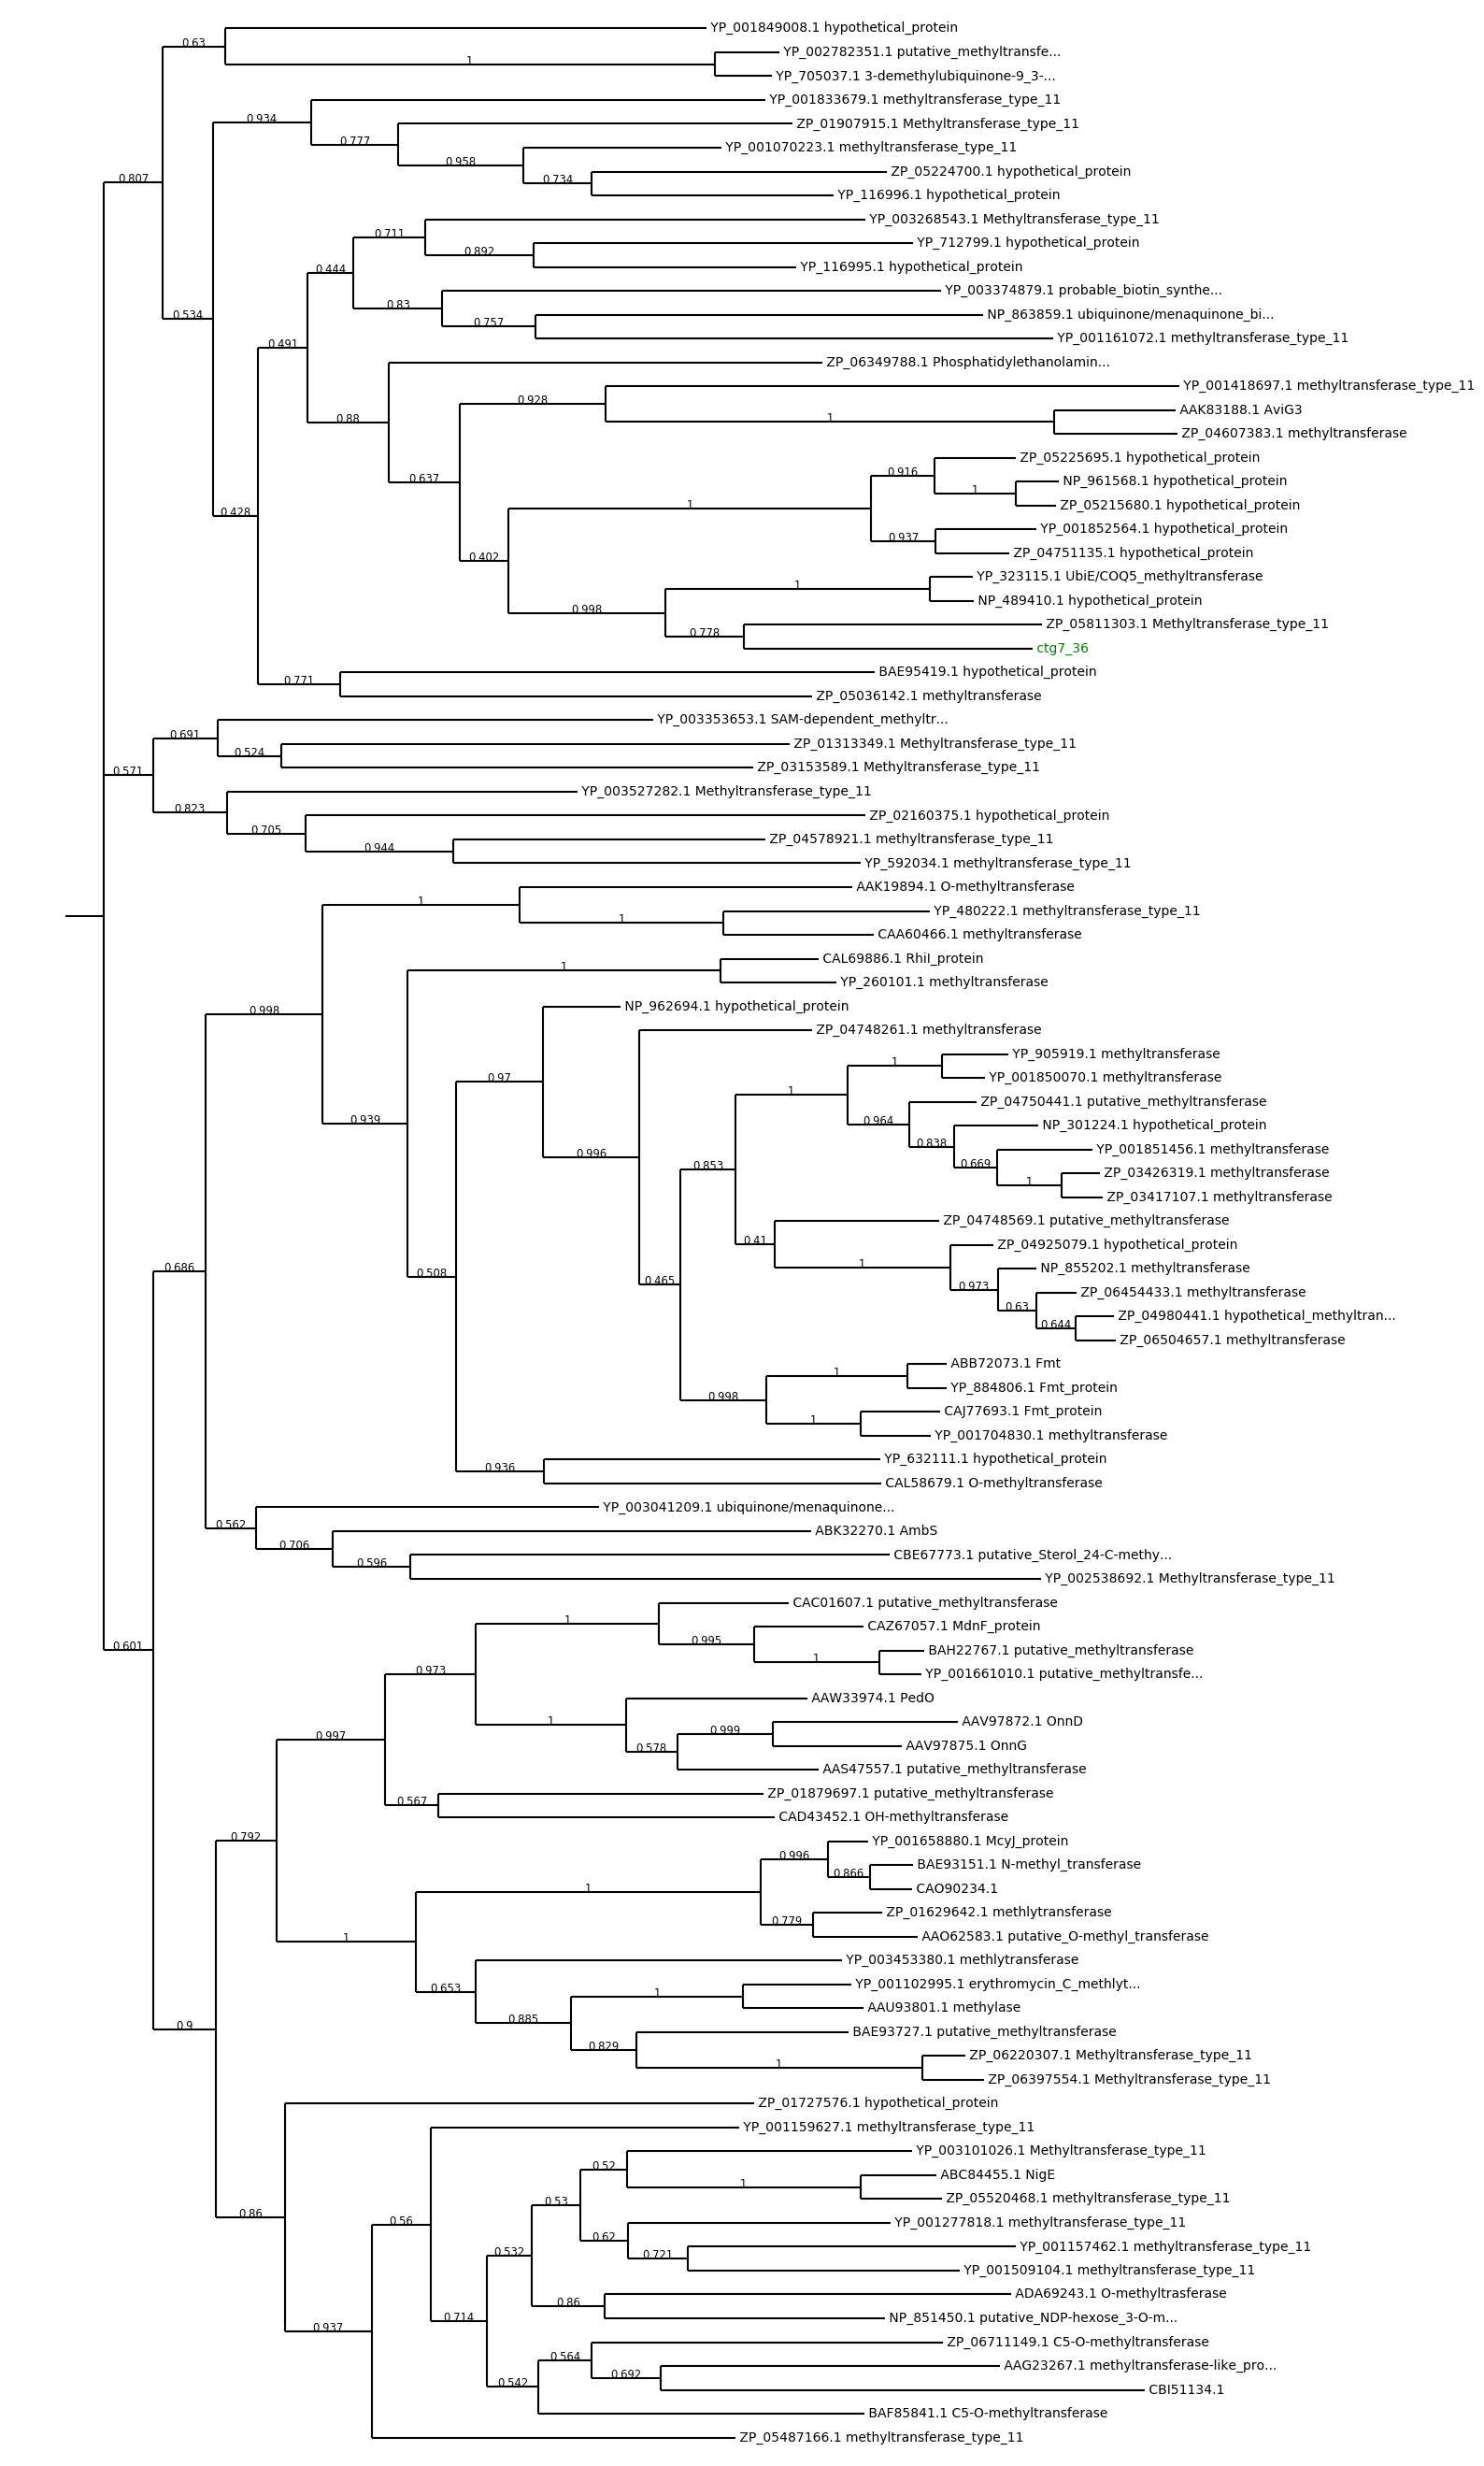 YP_001849008.1 hypothetical_protein
0.63
YP_002782351.1 putative_methyltransfe...
1
YP_705037.1 3-demethylubiquinone-9_3-...
YP_001833679.1 methyltransferase_type_11
0.934
ZP_01907915.1 Methyltransferase_type_11
0.777
YP_001070223.1 methyltransferase_type_11
0.958
ZP_05224700.1 hypothetical_protein
0.807
0.734
YP_116996.1 hypothetical_protein
YP_003268543.1 Methyltransferase_type_11
0.711
YP_712799.1 hypothetical_protein
0.892
0.444
YP_116995.1 hypothetical_protein
YP_003374879.1 probable_biotin_synthe...
0.83
NP_863859.1 ubiquinone/menaquinone_bi...
0.534
0.757
YP_001161072.1 methyltransferase_type_11
0.491
ZP_06349788.1 Phosphatidylethanolamin...
YP_001418697.1 methyltransferase_type_11
0.928
AAK83188.1 AviG3
0.88
1
ZP_04607383.1 methyltransferase
ZP_05225695.1 hypothetical_protein
0.916
0.637
NP_961568.1 hypothetical_protein
1
ZP_05215680.1 hypothetical_protein
1
0.428
YP_001852564.1 hypothetical_protein
0.937
ZP_04751135.1 hypothetical_protein
0.402
YP_323115.1 UbiE/COQ5_methyltransferase
1
NP_489410.1 hypothetical_protein
0.998
ZP_05811303.1 Methyltransferase_type_11
0.778
ctg7_36
BAE95419.1 hypothetical_protein
0.771
ZP_05036142.1 methyltransferase
YP_003353653.1 SAM-dependent_methyltr...
0.691
ZP_01313349.1 Methyltransferase_type_11
0.524
ZP_03153589.1 Methyltransferase_type_11
0.571
YP_003527282.1 Methyltransferase_type_11
0.823
ZP_02160375.1 hypothetical_protein
0.705
ZP_04578921.1 methyltransferase_type_11
0.944
YP_592034.1 methyltransferase_type_11
AAK19894.1 O-methyltransferase
1
YP_480222.1 methyltransferase_type_11
1
CAA60466.1 methyltransferase
CAL69886.1 RhiI_protein
1
YP_260101.1 methyltransferase
NP_962694.1 hypothetical_protein
0.998
ZP_04748261.1 methyltransferase
YP_905919.1 methyltransferase
1
YP_001850070.1 methyltransferase
0.97
1
ZP_04750441.1 putative_methyltransferase
0.939
0.964
NP_301224.1 hypothetical_protein
0.838
YP_001851456.1 methyltransferase
0.996
0.669
ZP_03426319.1 methyltransferase
0.853
1
ZP_03417107.1 methyltransferase
ZP_04748569.1 putative_methyltransferase
0.41
ZP_04925079.1 hypothetical_protein
1
NP_855202.1 methyltransferase
0.686
0.508
0.465
0.973
ZP_06454433.1 methyltransferase
0.63
ZP_04980441.1 hypothetical_methyltran...
0.644
ZP_06504657.1 methyltransferase
ABB72073.1 Fmt
1
YP_884806.1 Fmt_protein
0.998
CAJ77693.1 Fmt_protein
1
YP_001704830.1 methyltransferase
YP_632111.1 hypothetical_protein
0.936
CAL58679.1 O-methyltransferase
YP_003041209.1 ubiquinone/menaquinone...
0.562
ABK32270.1 AmbS
0.706
CBE67773.1 putative_Sterol_24-C-methy...
0.596
YP_002538692.1 Methyltransferase_type_11
CAC01607.1 putative_methyltransferase
1
CAZ67057.1 MdnF_protein
0.601
0.995
BAH22767.1 putative_methyltransferase
1
0.973
YP_001661010.1 putative_methyltransfe...
AAW33974.1 PedO
1
AAV97872.1 OnnD
0.997
0.999
AAV97875.1 OnnG
0.578
AAS47557.1 putative_methyltransferase
ZP_01879697.1 putative_methyltransferase
0.567
CAD43452.1 OH-methyltransferase
0.792
YP_001658880.1 McyJ_protein
0.996
BAE93151.1 N-methyl_transferase
0.866
1
CAO90234.1
ZP_01629642.1 methlytransferase
0.779
1
AAO62583.1 putative_O-methyl_transferase
YP_003453380.1 methlytransferase
0.653
YP_001102995.1 erythromycin_C_methlyt...
1
AAU93801.1 methylase
0.885
0.9
BAE93727.1 putative_methyltransferase
0.829
ZP_06220307.1 Methyltransferase_type_11
1
ZP_06397554.1 Methyltransferase_type_11
ZP_01727576.1 hypothetical_protein
YP_001159627.1 methyltransferase_type_11
YP_003101026.1 Methyltransferase_type_11
0.52
ABC84455.1 NigE
1
ZP_05520468.1 methyltransferase_type_11
0.53
0.86
0.56
YP_001277818.1 methyltransferase_type_11
0.62
YP_001157462.1 methyltransferase_type_11
0.532
0.721
YP_001509104.1 methyltransferase_type_11
ADA69243.1 O-methyltrasferase
0.86
NP_851450.1 putative_NDP-hexose_3-O-m...
0.714
0.937
ZP_06711149.1 C5-O-methyltransferase
0.564
AAG23267.1 methyltransferase-like_pro...
0.692
0.542
CBI51134.1
BAF85841.1 C5-O-methyltransferase
ZP_05487166.1 methyltransferase_type_11